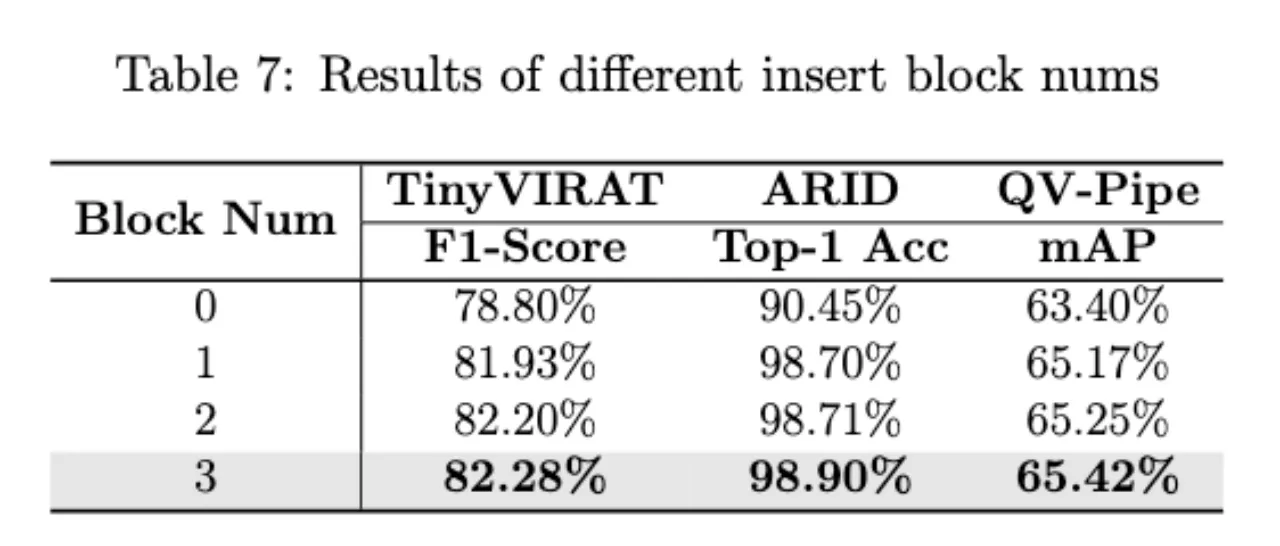 Table 7: Results of different insert block nums
Block Num TinyVIRAT ARID QV-Pipe
F1-Score Top-1 Acc mAP
0 78.80% 90.45% 63.40%
1 81.93% 98.70% 65.17%
2 82.20% 98.71% 65.25%
3 82.28% 98.90% 65.42%